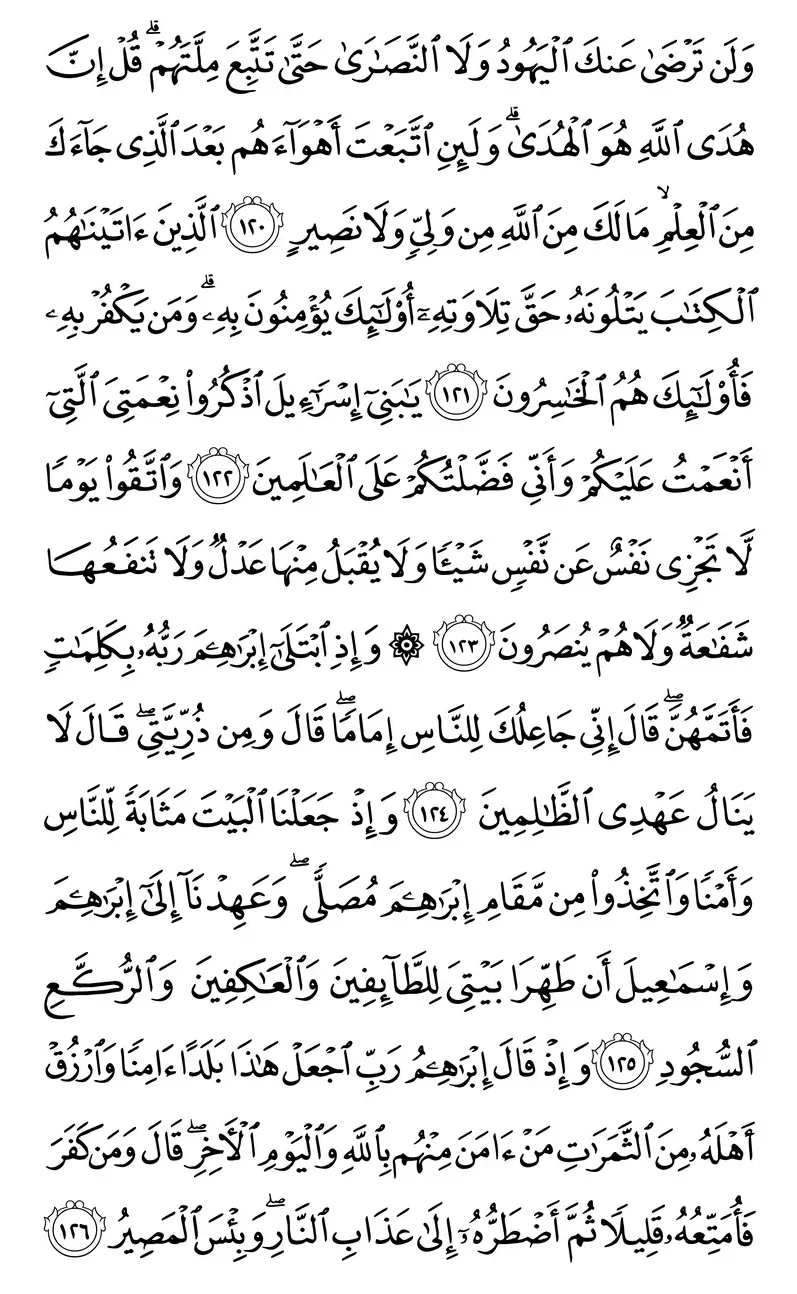 وَلَن تَرْضَىٰ عَنكَ ٱلْيَهُودُ وَلَا ٱلنَّصَـٰرَىٰ حَتَّىٰ تَتَّبِعَ مِلَّتَهُمْ ۗ قُلْ إِنَّ
هُدَى ٱللَّهِ هُوَ ٱلْهُدَىٰ ۗ وَلَئِنِ ٱتَّبَعْتَ أَهْوَآءَهُم بَعْدَ ٱلَّذِى جَآءَكَ
مِنَ ٱلْعِلْمِ ۙ مَا لَكَ مِنَ ٱللَّهِ مِن وَلِىٍّ وَلَا نَصِيرٍ ١٢٠ ٱلَّذِينَ ءَاتَيْنَـٰهُمُ
ٱلْكِتَـٰبَ يَتْلُونَهُۥ حَقَّ تِلَاوَتِهِۦٓ أُو۟لَـٰٓئِكَ يُؤْمِنُونَ بِهِۦ ۗ وَمَن يَكْفُرْ بِهِۦ
فَأُو۟لَـٰٓئِكَ هُمُ ٱلْخَـٰسِرُونَ ١٢١ يَـٰبَنِىٓ إِسْرَٰٓءِيلَ ٱذْكُرُوا۟ نِعْمَتِىَ ٱلَّتِىٓ
أَنْعَمْتُ عَلَيْكُمْ وَأَنِّى فَضَّلْتُكُمْ عَلَى ٱلْعَـٰلَمِينَ ١٢٢ وَٱتَّقُوا۟ يَوْمًا
لَّا تَجْزِى نَفْسٌ عَن نَّفْسٍ شَيْـًٔا وَلَا يُقْبَلُ مِنْهَا عَدْلٌ وَلَا تَنفَعُهَا
شَفَـٰعَةٌ وَلَا هُمْ يُنصَرُونَ ١٢٣ ۞ وَإِذِ ٱبْتَلَىٰٓ إِبْرَٰهِـۧمَ رَبُّهُۥ بِكَلِمَـٰتٍ
فَأَتَمَّهُنَّ ۖ قَالَ إِنِّى جَاعِلُكَ لِلنَّاسِ إِمَامًا ۖ قَالَ وَمِن ذُرِّيَّتِى ۖ قَالَ لَا
يَنَالُ عَهْدِى ٱلظَّـٰلِمِينَ ١٢٤ وَإِذْ جَعَلْنَا ٱلْبَيْتَ مَثَابَةً لِّلنَّاسِ
وَأَمْنًا وَٱتَّخِذُوا۟ مِن مَّقَامِ إِبْرَٰهِـۧمَ مُصَلًّى ۖ وَعَهِدْنَآ إِلَىٰٓ إِبْرَٰهِـۧمَ
وَإِسْمَـٰعِيلَ أَن طَهِّرَا بَيْتِىَ لِلطَّآئِفِينَ وَٱلْعَـٰكِفِينَ وَٱلرُّكَّعِ
ٱلسُّجُودِ ١٢٥ وَإِذْ قَالَ إِبْرَٰهِـۧمُ رَبِّ ٱجْعَلْ هَـٰذَا بَلَدًا ءَامِنًا وَٱرْزُقْ
أَهْلَهُۥ مِنَ ٱلثَّمَرَٰتِ مَنْ ءَامَنَ مِنْهُم بِٱللَّهِ وَٱلْيَوْمِ ٱلْـَٔاخِرِ ۖ قَالَ وَمَن كَفَرَ
فَأُمَتِّعُهُۥ قَلِيلًا ثُمَّ أَضْطَرُّهُۥٓ إِلَىٰ عَذَابِ ٱلنَّارِ ۖ وَبِئْسَ ٱلْمَصِيرُ ١٢٦